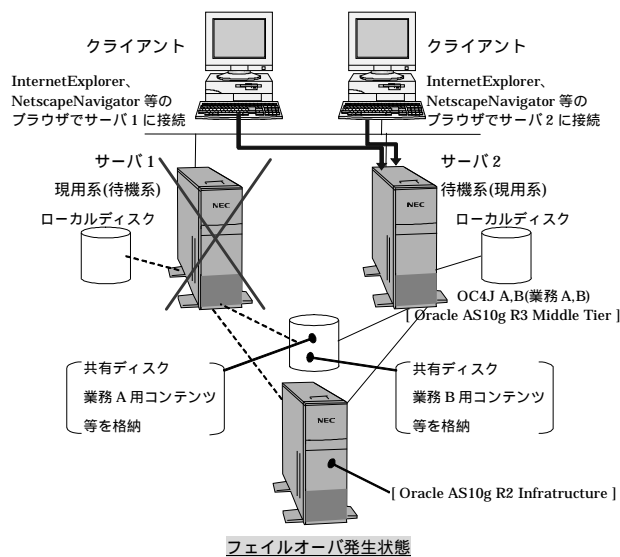 クライアント
クライアント
InternetExplorer、
NetscapeNavigator 等の
ブラウザでサーバ 1 に接続
InternetExplorer、
NetscapeNavigator 等の
ブラウザでサーバ 2 に接続
サーバ 1
現用系(待機系)
ローカルディスク
NEC
サーバ 2
待機系(現用系)
ローカルディスク
NEC
OC4J A,B(業務 A,B)
[ Oracle AS10g R3 Middle Tier ]
共有ディスク
業務 A 用コンテンツ
等を格納
共有ディスク
業務 B 用コンテンツ
等を格納
NEC
[ Oracle AS10g R2 Infratructure ]
フェイルオーバ発生状態